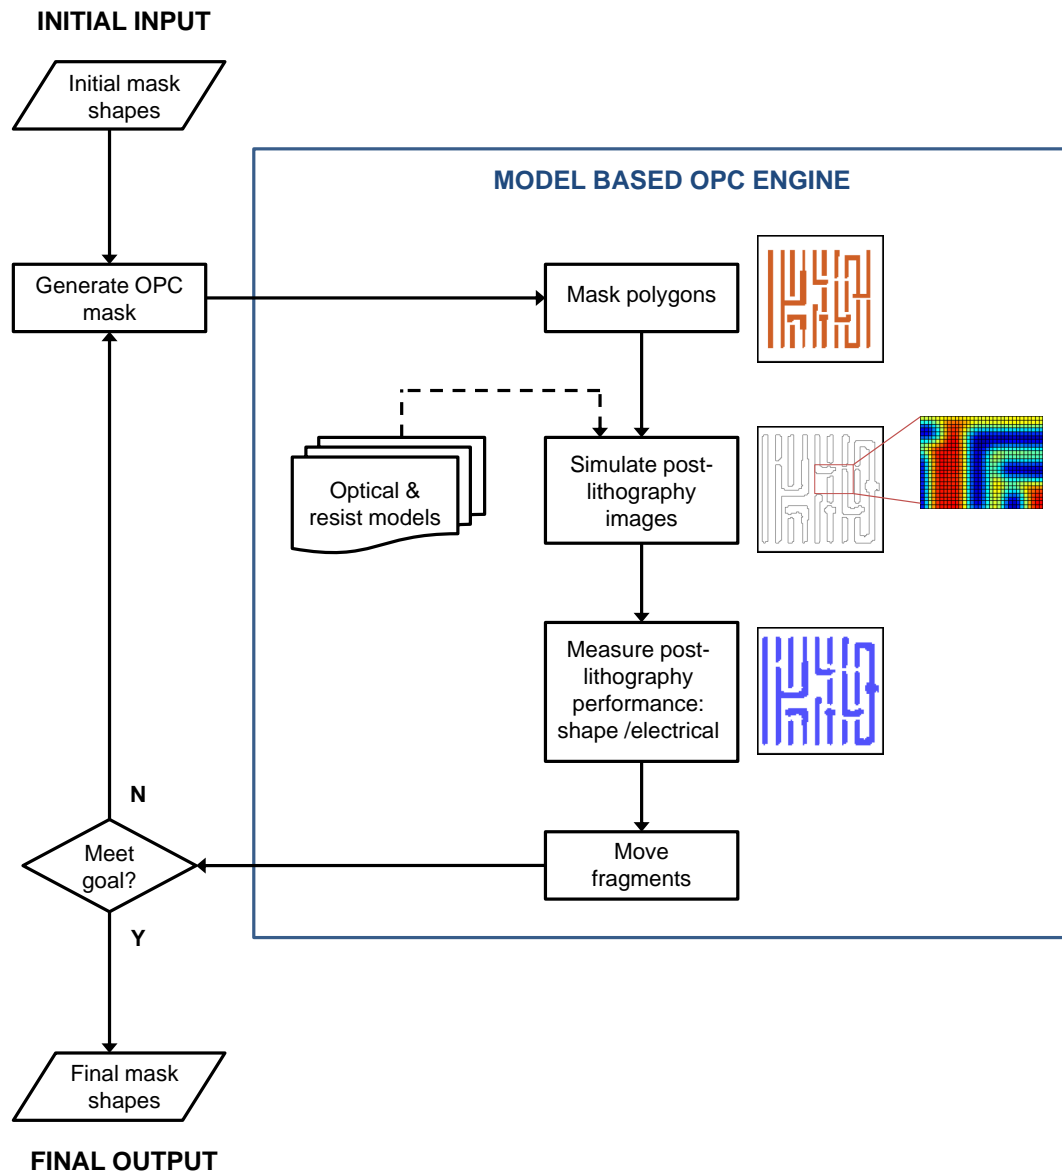 INITIAL INPUT
Initial mask
shapes
MODEL BASED OPC ENGINE
Generate OPC
mask
Mask polygons
Optical &
resist models
Simulate post-
lithography
images
Measure post-
lithography
performance:
shape /electrical
N
Meet
goal?
Move
fragments
Y
Final mask
shapes
FINAL OUTPUT